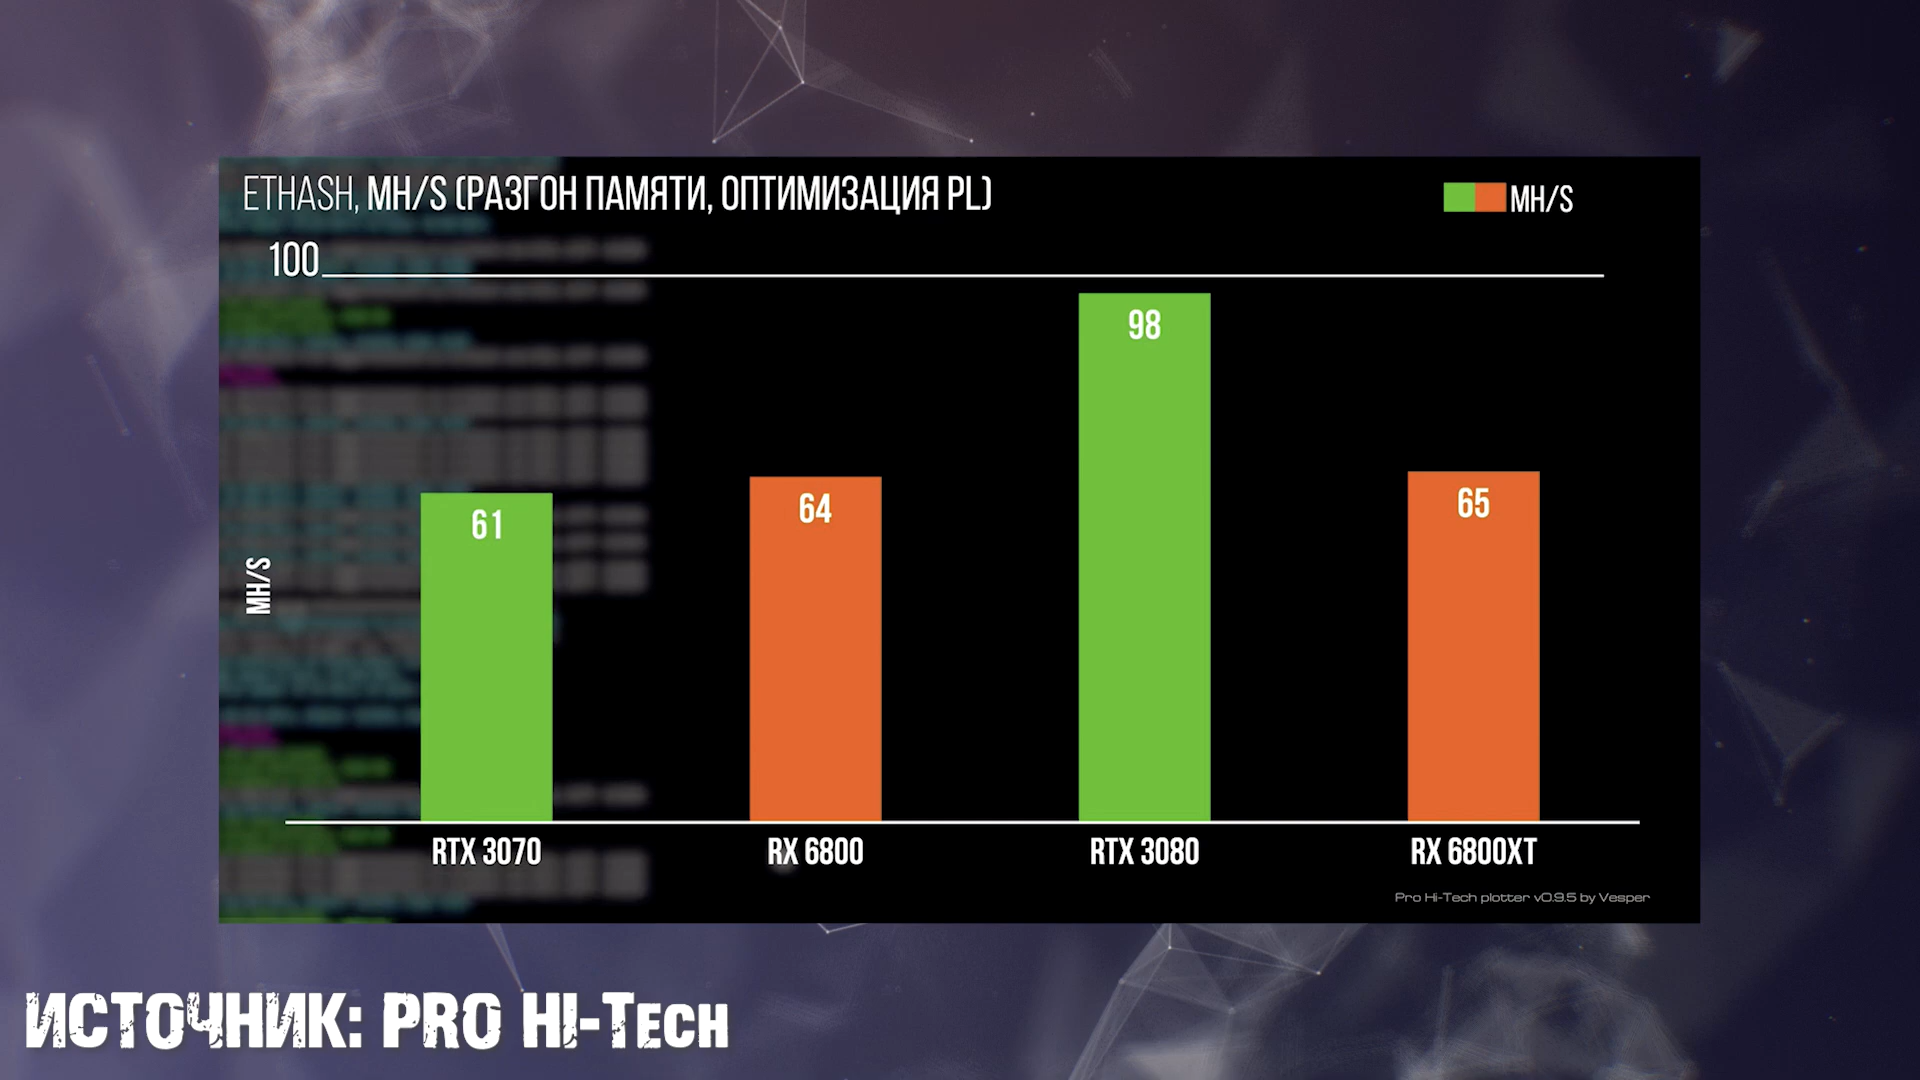 ETHASH, MH/S (РАЗГОН ПАМЯТИ, ОПТИМИЗАЦИЯ PL)
MH/S
100
98
61
64
65
MH/S
RTX 3070
RX 6800
RTX 3080
RX 6800XT
Pro Hi-Tech plotter v0.9.5 by Vesper
ИСТОЧНИК: PRO HI-TECH